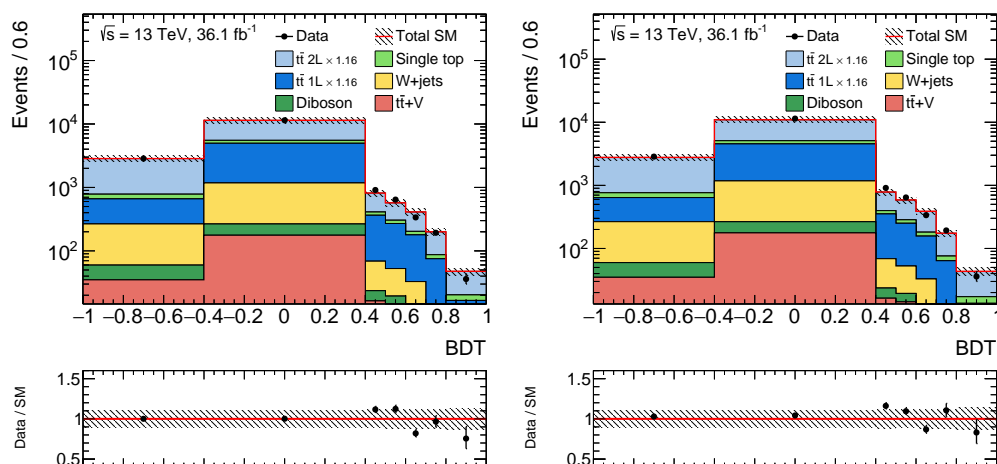 Events / 0.6
√s = 13 TeV, 36.1 fb⁻¹
Data
Total SM
tt̄ 2L × 1.16
Single top
tt̄ 1L × 1.16
W+jets
Diboson
tt̄+V
10⁵
10⁴
10³
10²
−1 −0.8 −0.6 −0.4 −0.2 0 0.2 0.4 0.6 0.8 1
BDT
Data / SM
1.5
1
0.5
Events / 0.6
√s = 13 TeV, 36.1 fb⁻¹
Data
Total SM
tt̄ 2L × 1.16
Single top
tt̄ 1L × 1.16
W+jets
Diboson
tt̄+V
10⁵
10⁴
10³
10²
−1 −0.8 −0.6 −0.4 −0.2 0 0.2 0.4 0.6 0.8 1
BDT
Data / SM
1.5
1
0.5